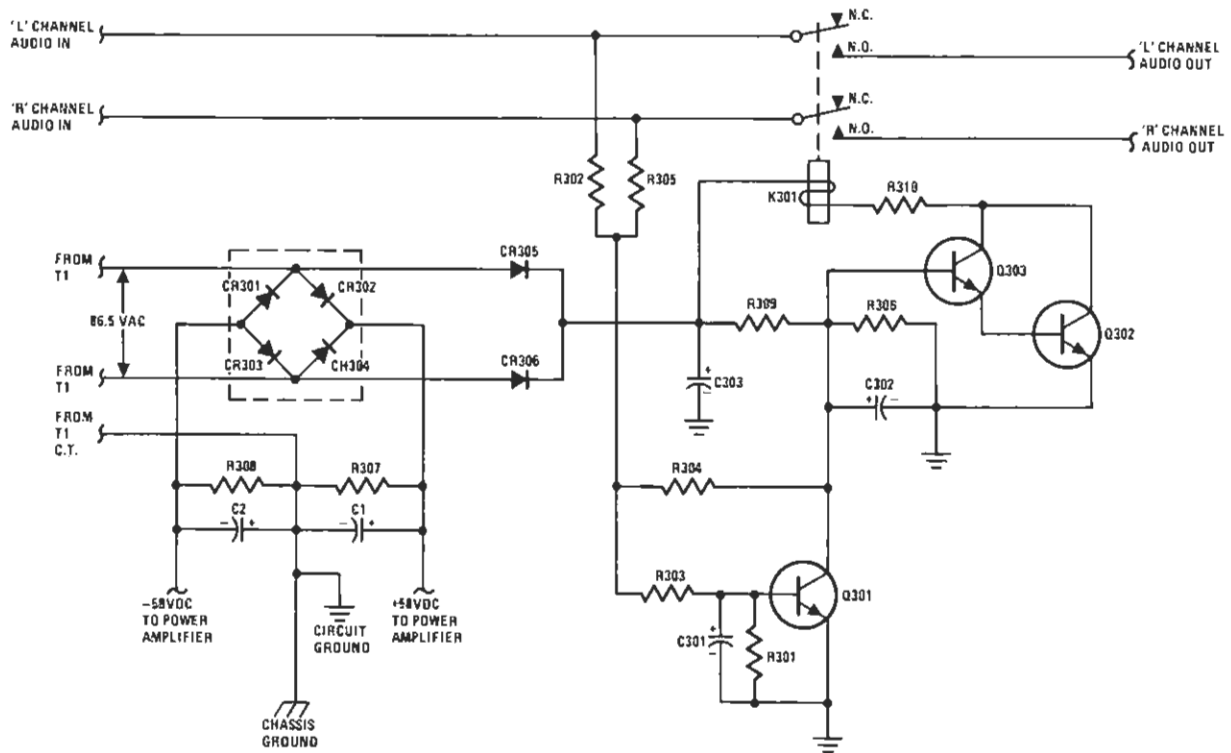 'L' CHANNEL
AUDIO IN
N.C.
N.O.
'L' CHANNEL
AUDIO OUT
'R' CHANNEL
AUDIO IN
N.C.
N.O.
'R' CHANNEL
AUDIO OUT
R302
R305
K301
R310
FROM
T1
CR305
CR301
CR302
Q303
86.5 VAC
R309
R306
Q302
CR303
CR304
FROM
T1
CR306
C303
+
-
C302
+
-
FROM
T1
C.T.
R308
R307
R304
C2
-
+
C1
-
+
R303
Q301
-58VDC
TO POWER
AMPLIFIER
CIRCUIT
GROUND
+58VDC
TO POWER
AMPLIFIER
C301
+
-
R301
CHASSIS
GROUND